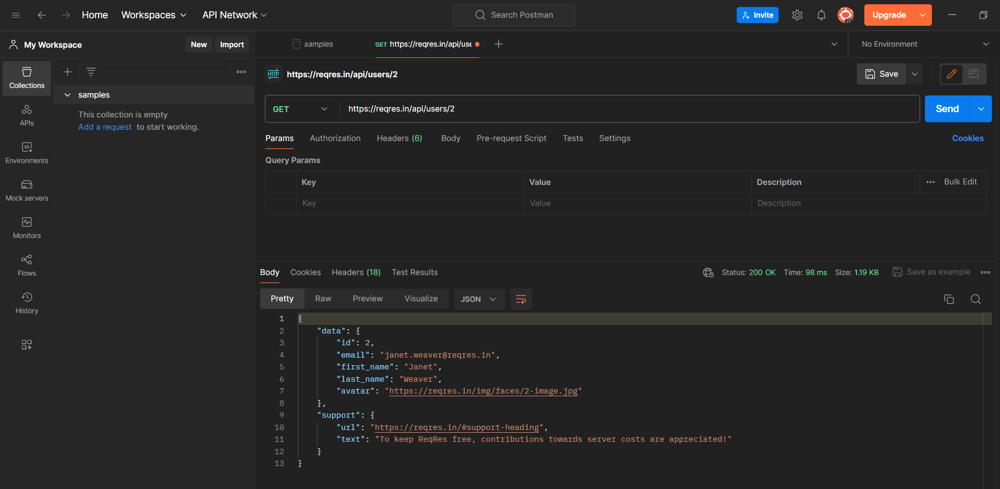 Home Workspaces API Network Search Postman Invite Upgrade
My Workspace New Import
samples GET https://reqres.in/api/use No Environment
Collections
APIs
Environments
Mock servers
Monitors
Flows
History
samples
This collection is empty
Add a request to start working.
HTTP https://reqres.in/api/users/2 Save
GET https://reqres.in/api/users/2 Send
Params Authorization Headers (6) Body Pre-request Script Tests Settings Cookies
Query Params
Key Value Description Bulk Edit
Key Value Description
Body Cookies Headers (18) Test Results Status: 200 OK Time: 98 ms Size: 1.19 KB Save as example
Pretty Raw Preview Visualize JSON
1 {
2 "data": {
3 "id": 2,
4 "email": "janet.weaver@reqres.in",
5 "first_name": "Janet",
6 "last_name": "Weaver",
7 "avatar": "https://reqres.in/img/faces/2-image.jpg"
8 },
9 "support": {
10 "url": "https://reqres.in/#support-heading",
11 "text": "To keep ReqRes free, contributions towards server costs are appreciated!"
12 }
13 }